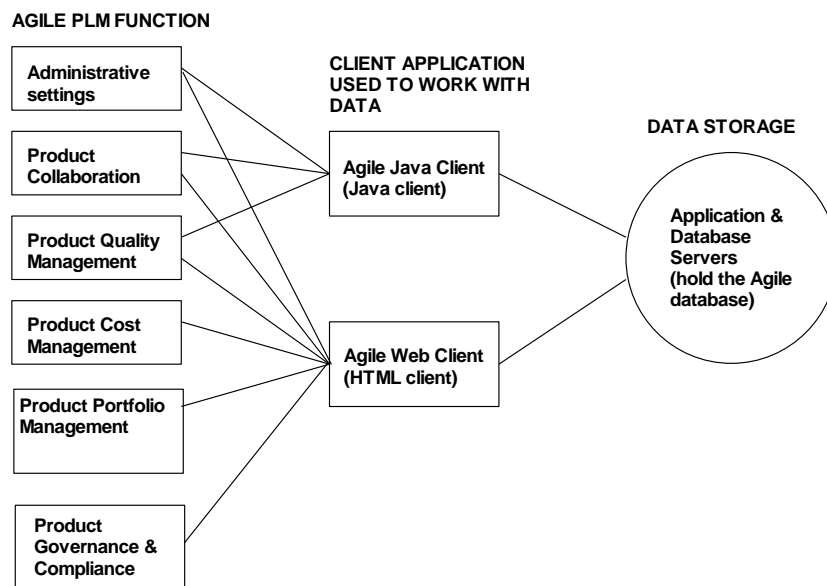 AGILE PLM FUNCTION
Administrative
settings
Product
Collaboration
Product Quality
Management
Product Cost
Management
Product Portfolio
Management
Product
Governance &
Compliance
CLIENT APPLICATION
USED TO WORK WITH
DATA
Agile Java Client
(Java client)
Agile Web Client
(HTML client)
DATA STORAGE
Application &
Database
Servers
(hold the Agile
database)